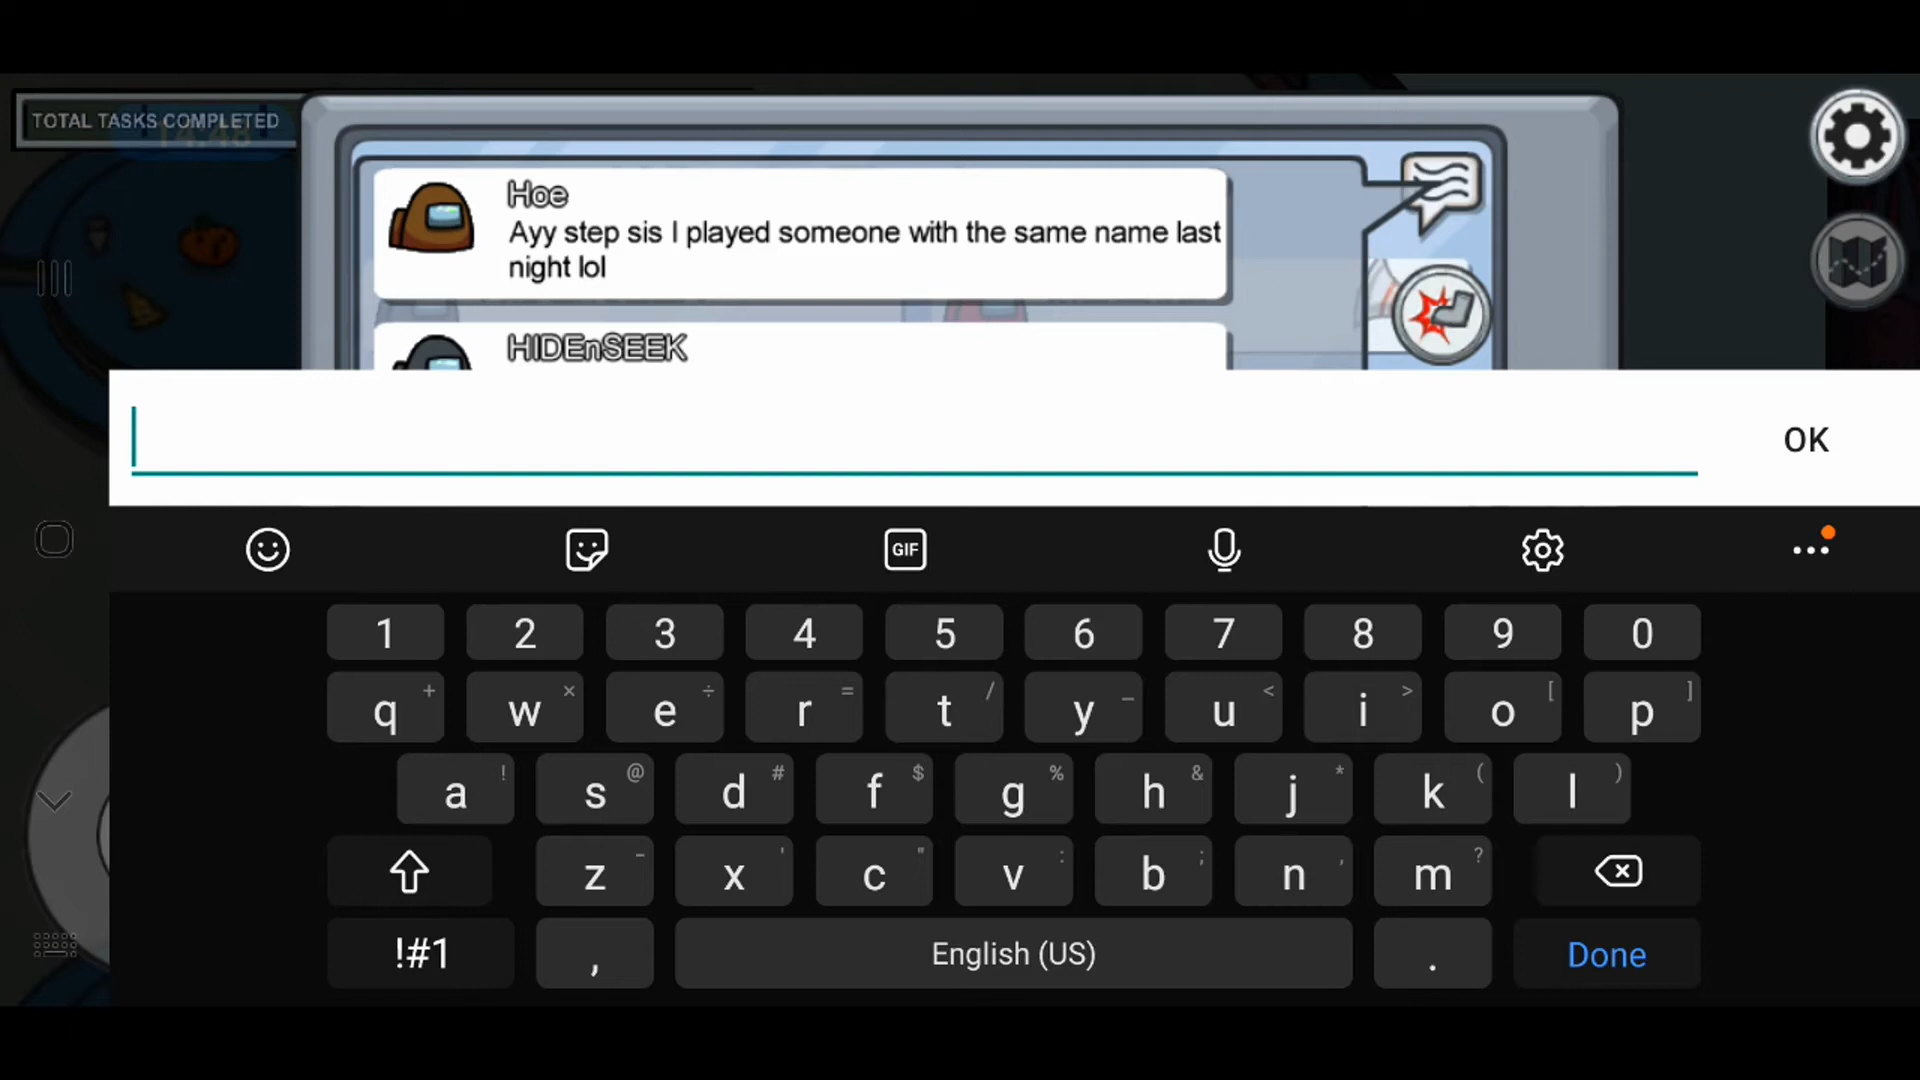 TOTAL TASKS COMPLETED
Hoe
Ayy step sis I played someone with the same name last
night lol
HIDEnSEEK
OK
GIF
1 2 3 4 5 6 7 8 9 0
q + w × e ÷ r = t / y _ u < i > o [ p ]
a ! s @ d # f $ g % h & j * k ( l )
z - x ' c " v : b ; n , m ?
!#1 , English (US) . Done